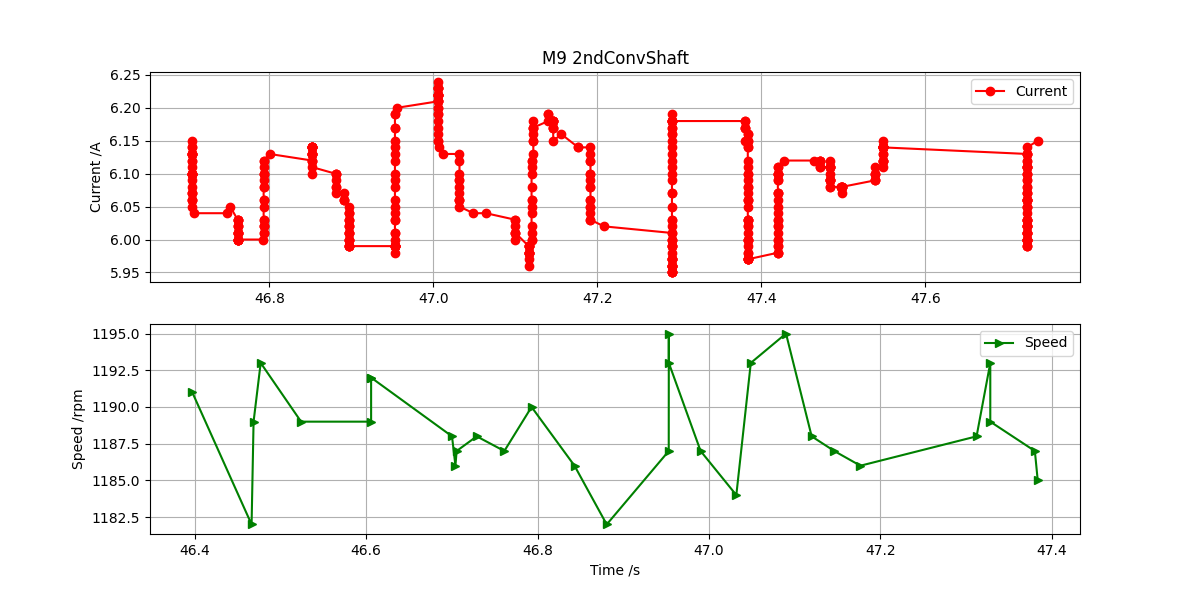 M9 2ndConvShaft
6.25
6.20
6.15
6.10
6.05
6.00
5.95
Current /A
Current
46.8 47.0 47.2 47.4 47.6
1195.0
1192.5
1190.0
1187.5
1185.0
1182.5
Speed /rpm
Speed
46.4 46.6 46.8 47.0 47.2 47.4
Time /s